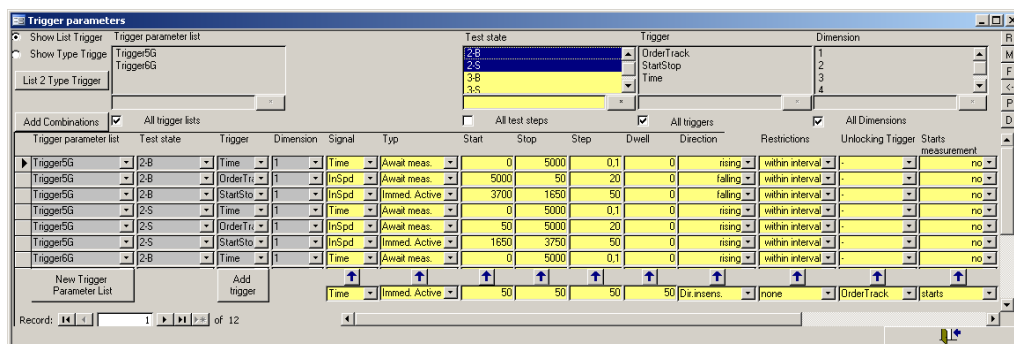 Trigger parameters
Show List Trigger Trigger parameter list Test state Trigger Dimension
Show Type Trigge Trigger5G 2-B OrderTrack 1 R
Trigger6G 2-S StartStop 2 M
List 2 Type Trigger 3-B Time 3 F
3-S 4 <-
* * P
Add Combinations All trigger lists All test steps All triggers All Dimensions D
Trigger parameter list Test state Trigger Dimension Signal Typ Start Stop Step Dwell Direction Restrictions Unlocking Trigger Starts measurement
Trigger5G 2-B Time 1 Time Await meas. 0 5000 0,1 0 rising within interval - no
Trigger5G 2-B OrderTra 1 InSpd Await meas. 5000 50 20 0 falling within interval - no
Trigger5G 2-B StartSto 1 InSpd Immed. Active 3700 1650 50 0 falling within interval - no
Trigger5G 2-S Time 1 Time Await meas. 0 5000 0,1 0 rising within interval - no
Trigger5G 2-S OrderTra 1 InSpd Await meas. 50 5000 20 0 rising within interval - no
Trigger5G 2-S StartSto 1 InSpd Immed. Active 1650 3750 50 0 rising within interval - no
Trigger6G 2-B Time 1 Time Await meas. 0 5000 0,1 0 rising within interval - no
New Trigger Parameter List Add trigger
Time Immed. Active 50 50 50 50 Dir.insens. none OrderTrack starts
Record: 1 of 12